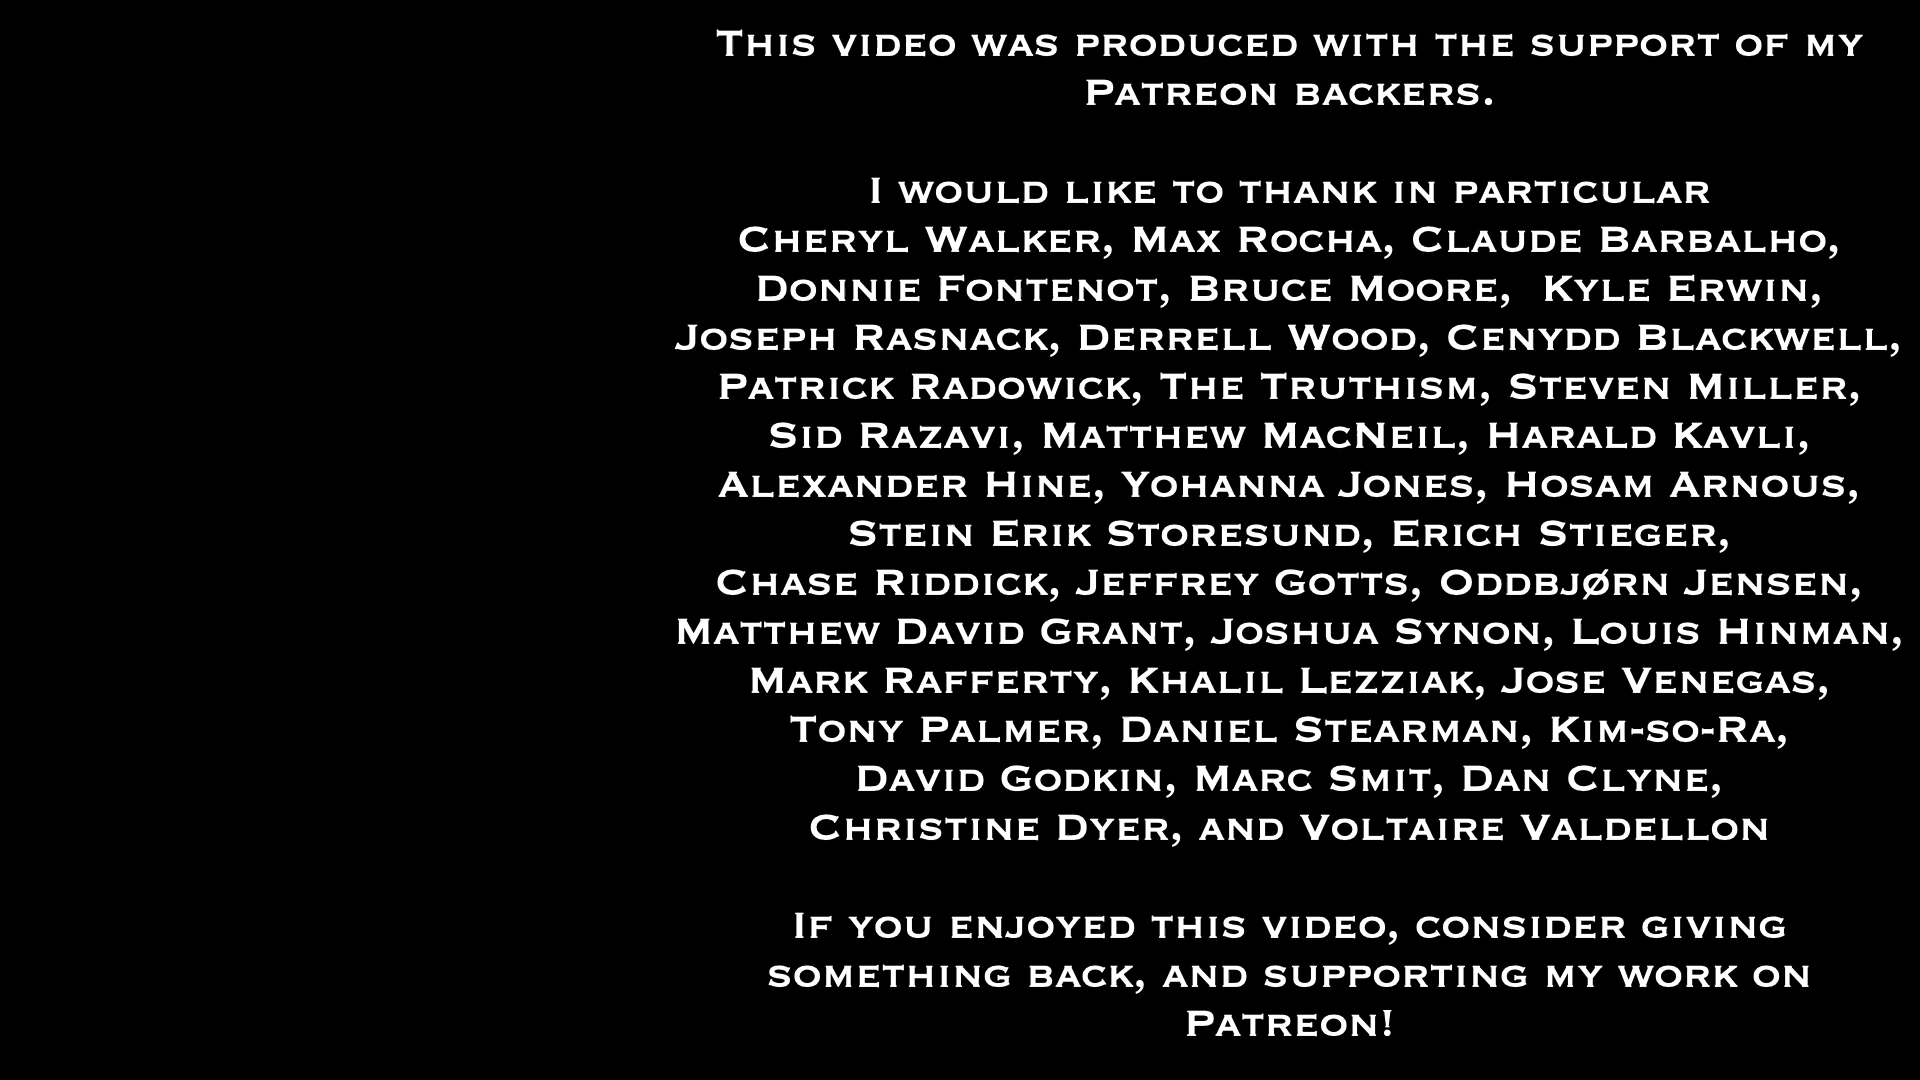 This video was produced with the support of my
Patreon backers.
I would like to thank in particular
Cheryl Walker, Max Rocha, Claude Barbalho,
Donnie Fontenot, Bruce Moore,  Kyle Erwin,
Joseph Rasnack, Derrell Wood, Cenydd Blackwell,
Patrick Radowick, The Truthism, Steven Miller,
Sid Razavi, Matthew MacNeil, Harald Kavli,
Alexander Hine, Yohanna Jones, Hosam Arnous,
Stein Erik Storesund, Erich Stieger,
Chase Riddick, Jeffrey Gotts, Oddbjørn Jensen,
Matthew David Grant, Joshua Synon, Louis Hinman,
Mark Rafferty, Khalil Lezziak, Jose Venegas,
Tony Palmer, Daniel Stearman, Kim-so-Ra,
David Godkin, Marc Smit, Dan Clyne,
Christine Dyer, and Voltaire Valdellon
If you enjoyed this video, consider giving
something back, and supporting my work on
Patreon!